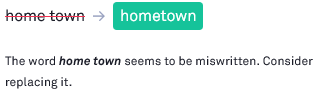 home town → hometown
The word home town seems to be miswritten. Consider
replacing it.